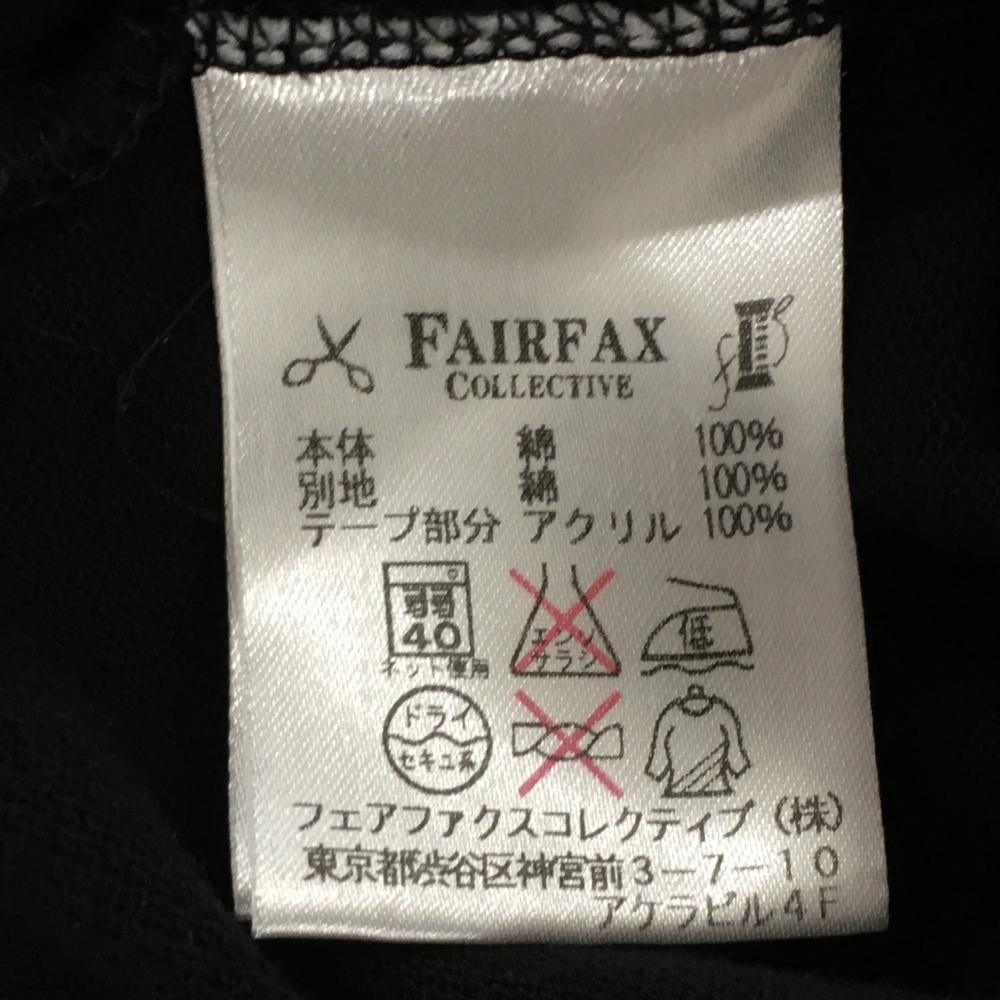 FAIRFAX
COLLECTIVE
本体 綿 100%
別地 綿 100%
テープ部分 アクリル 100%
弱
40
ネット使用
エンソ
サラシ
低
ドライ
セキユ系
フェアファクスコレクティブ(株)
東京都渋谷区神宮前3-7-10
アケラビル4F